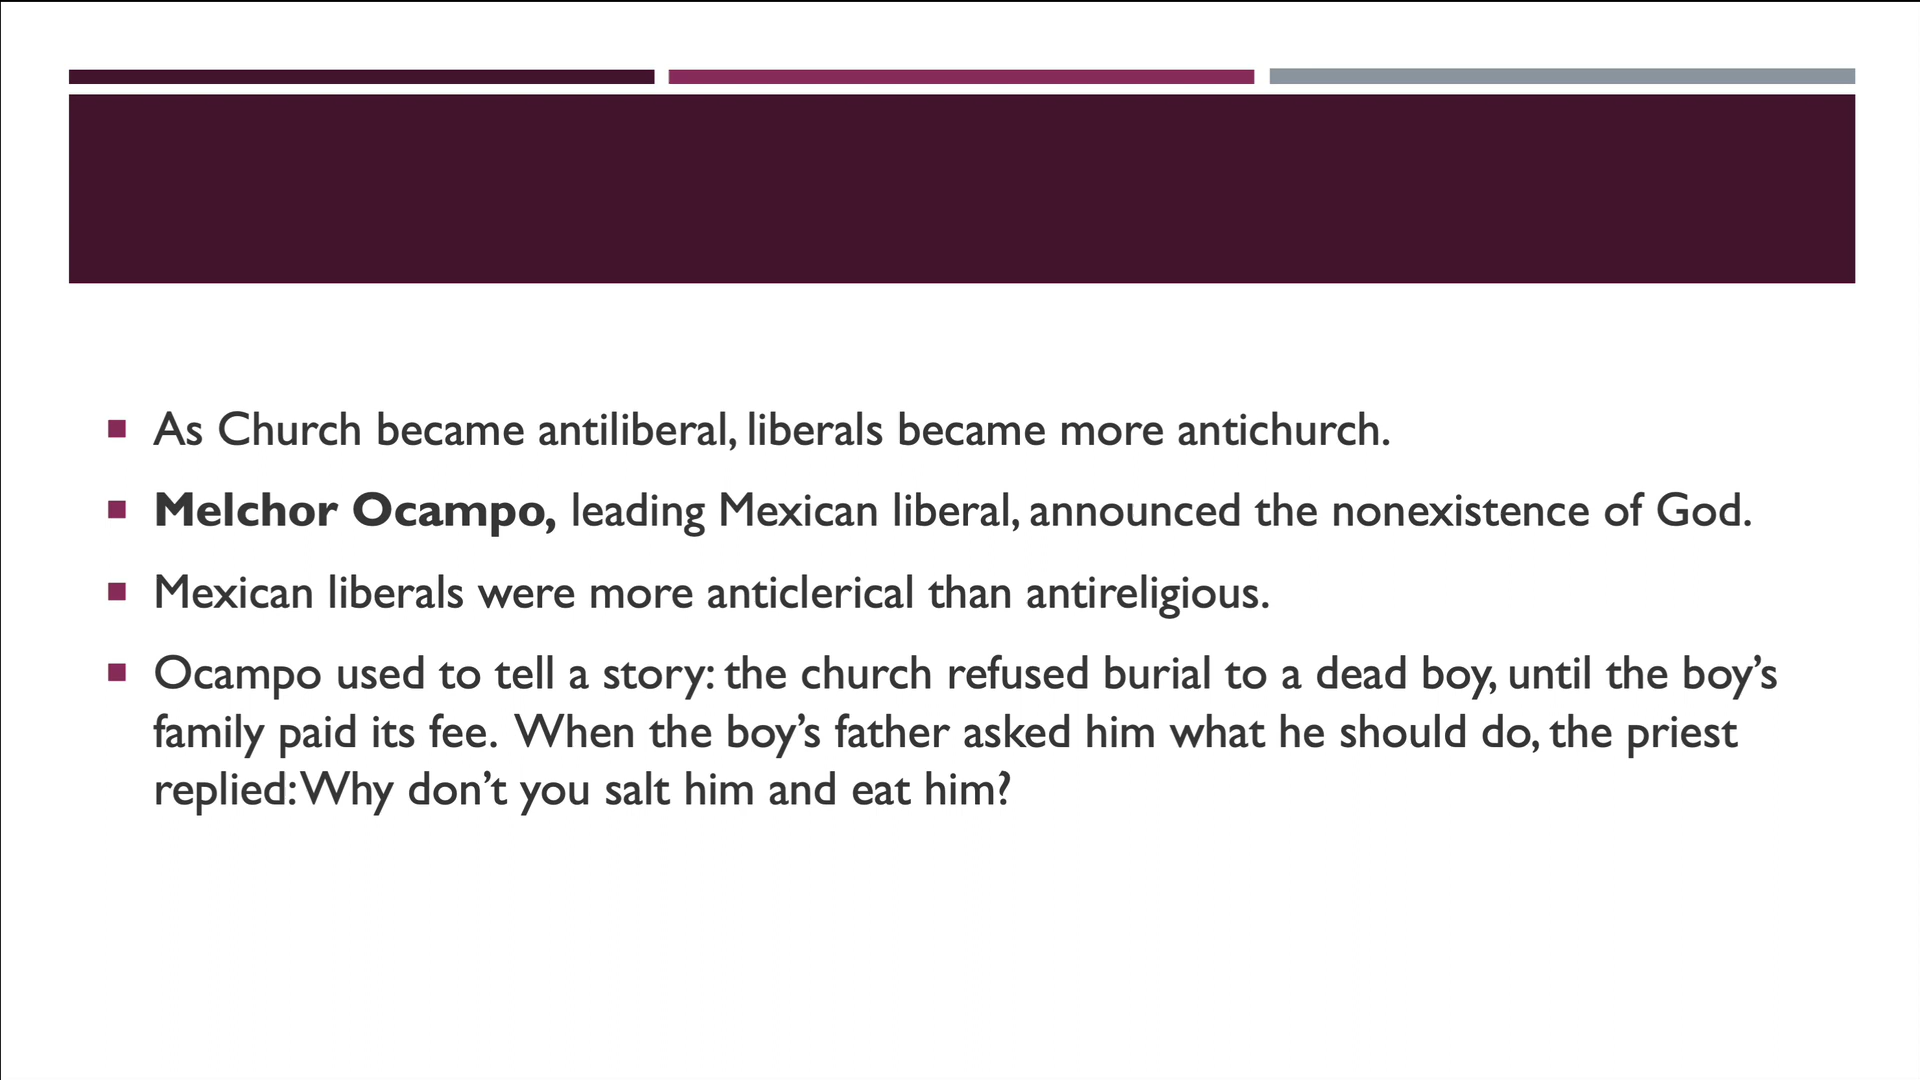 As Church became antiliberal, liberals became more antichurch.
Melchor Ocampo, leading Mexican liberal, announced the nonexistence of God.
Mexican liberals were more anticlerical than antireligious.
Ocampo used to tell a story: the church refused burial to a dead boy, until the boy’s
family paid its fee.  When the boy’s father asked him what he should do, the priest
replied: Why don’t you salt him and eat him?